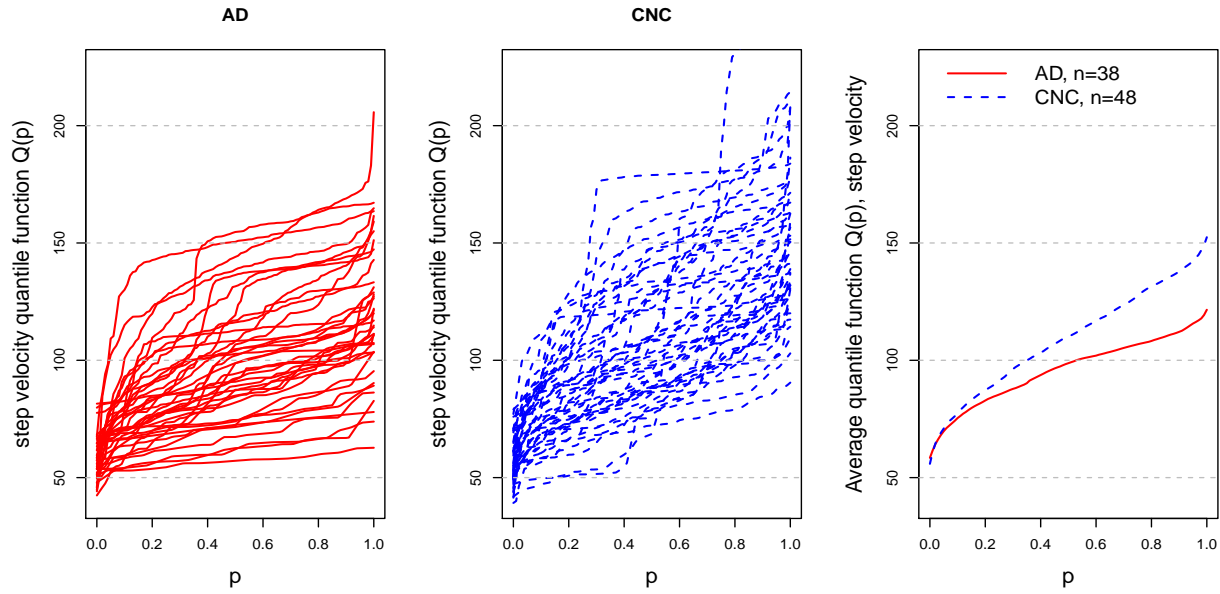 AD
step velocity quantile function Q(p)
50 100 150 200
0.0 0.2 0.4 0.6 0.8 1.0
p
CNC
step velocity quantile function Q(p)
50 100 150 200
0.0 0.2 0.4 0.6 0.8 1.0
p
AD, n=38
CNC, n=48
Average quantile function Q(p), step velocity
50 100 150 200
0.0 0.2 0.4 0.6 0.8 1.0
p